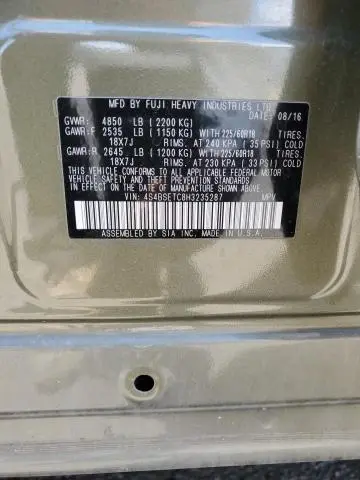 MFD BY FUJI HEAVY INDUSTRIES LTD.
DATE: 08/16
GVWR: 4850 LB (2200 KG)
GAWR:F 2535 LB (1150 KG) WITH 225/60R18 TIRES.
18X7J RIMS. AT 240 KPA (35 PSI) COLD
GAWR:R 2645 LB (1200 KG) WITH 225/60R18 TIRES.
18X7J RIMS. AT 230 KPA (33 PSI) COLD
THIS VEHICLE CONFORMS TO ALL APPLICABLE
FEDERAL MOTOR VEHICLE SAFETY STANDARDS
IN EFFECT ON THE DATE OF MANUFACTURE SHOWN ABOVE.
VIN: 4S4BSETC8H3235287 MPV
ASSEMBLED BY SIA INC. MADE IN U.S.A.